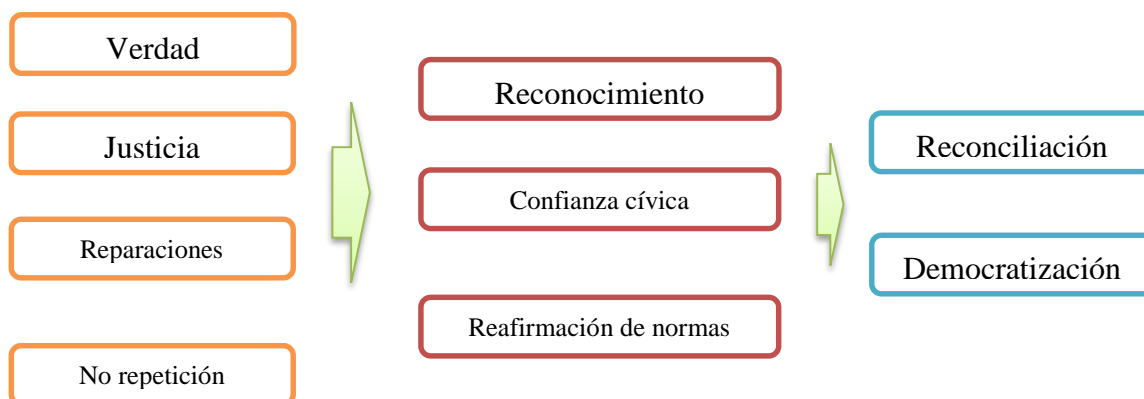 Verdad
Justicia
Reparaciones
No repetición
Reconocimiento
Confianza cívica
Reafirmación de normas
Reconciliación
Democratización